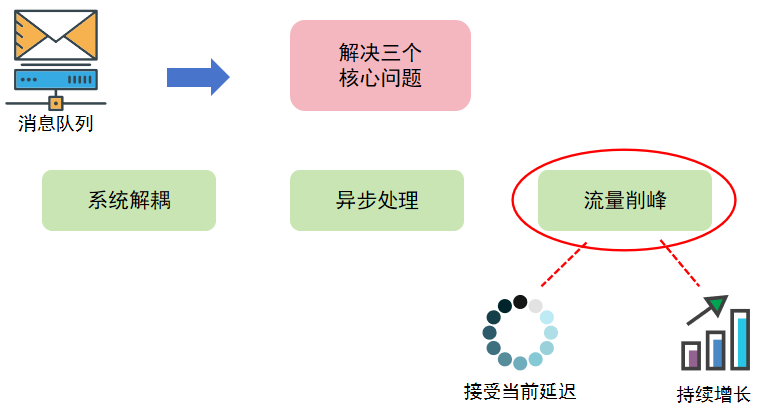 消息队列
解决三个
核心问题
系统解耦
异步处理
流量削峰
接受当前延迟
持续增长